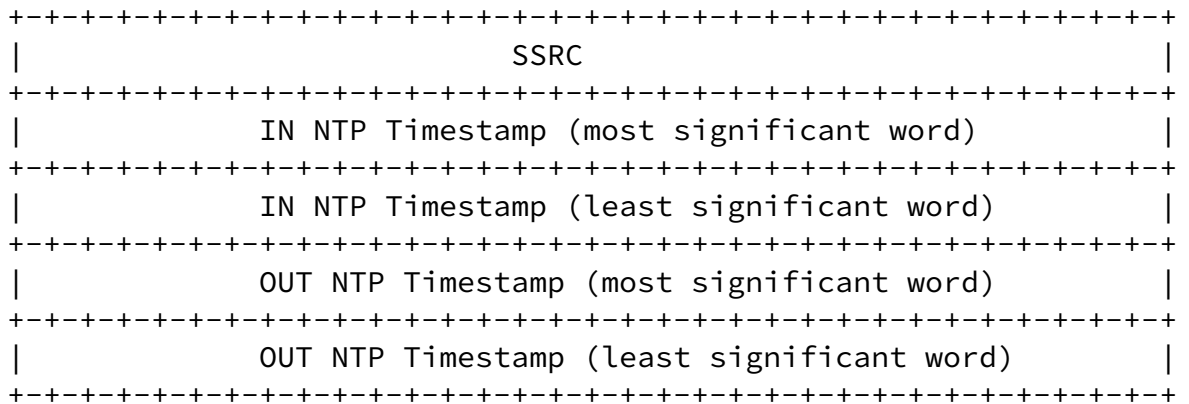 +-+-+-+-+-+-+-+-+-+-+-+-+-+-+-+-+-+-+-+-+-+-+-+-+-+-+-+-+-+-+-+-+
|                           SSRC                                |
+-+-+-+-+-+-+-+-+-+-+-+-+-+-+-+-+-+-+-+-+-+-+-+-+-+-+-+-+-+-+-+-+
|             IN NTP Timestamp (most significant word)          |
+-+-+-+-+-+-+-+-+-+-+-+-+-+-+-+-+-+-+-+-+-+-+-+-+-+-+-+-+-+-+-+-+
|             IN NTP Timestamp (least significant word)         |
+-+-+-+-+-+-+-+-+-+-+-+-+-+-+-+-+-+-+-+-+-+-+-+-+-+-+-+-+-+-+-+-+
|             OUT NTP Timestamp (most significant word)         |
+-+-+-+-+-+-+-+-+-+-+-+-+-+-+-+-+-+-+-+-+-+-+-+-+-+-+-+-+-+-+-+-+
|             OUT NTP Timestamp (least significant word)        |
+-+-+-+-+-+-+-+-+-+-+-+-+-+-+-+-+-+-+-+-+-+-+-+-+-+-+-+-+-+-+-+-+